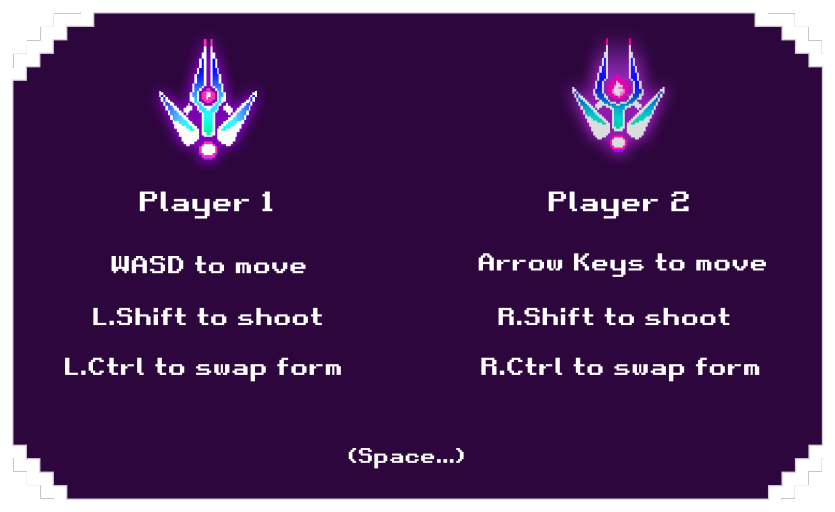 Player 1
WASD to move
L.Shift to shoot
L.Ctrl to swap form
Player 2
Arrow Keys to move
R.Shift to shoot
R.Ctrl to swap form
(Space...)